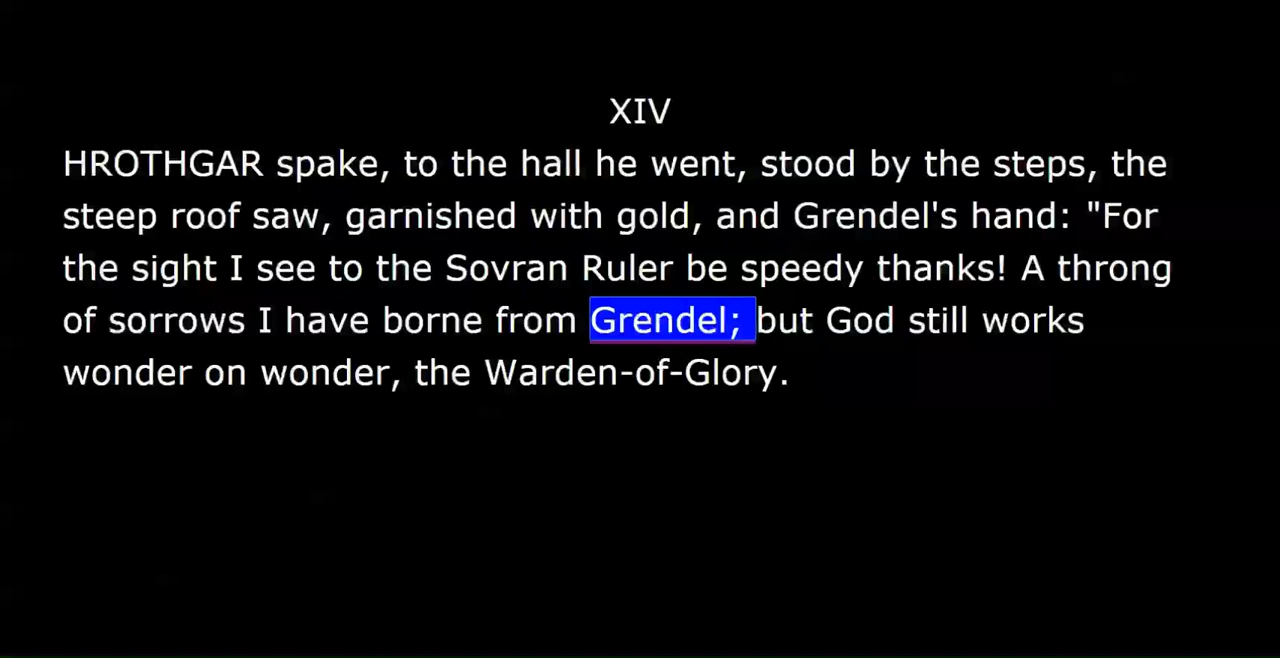 XIV
HROTHGAR spake, to the hall he went, stood by the steps, the
steep roof saw, garnished with gold, and Grendel's hand: "For
the sight I see to the Sovran Ruler be speedy thanks! A throng
of sorrows I have borne from Grendel; but God still works
wonder on wonder, the Warden-of-Glory.